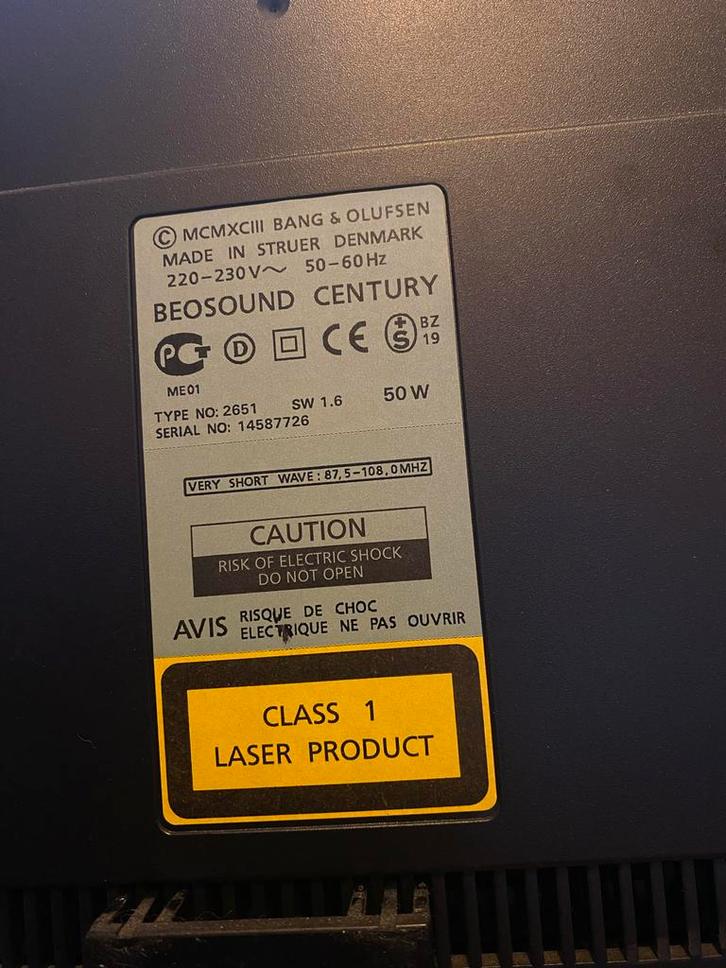 © MCMXCIII BANG & OLUFSEN
MADE IN STRUER DENMARK
220-230V~ 50-60Hz
BEOSOUND CENTURY
PCT D CE +S BZ 19
ME01
TYPE NO: 2651 SW 1.6 50 W
SERIAL NO: 14587726
VERY SHORT WAVE: 87,5-108,0MHZ
CAUTION
RISK OF ELECTRIC SHOCK
DO NOT OPEN
AVIS RISQUE DE CHOC
ELECTRIQUE NE PAS OUVRIR
CLASS 1
LASER PRODUCT